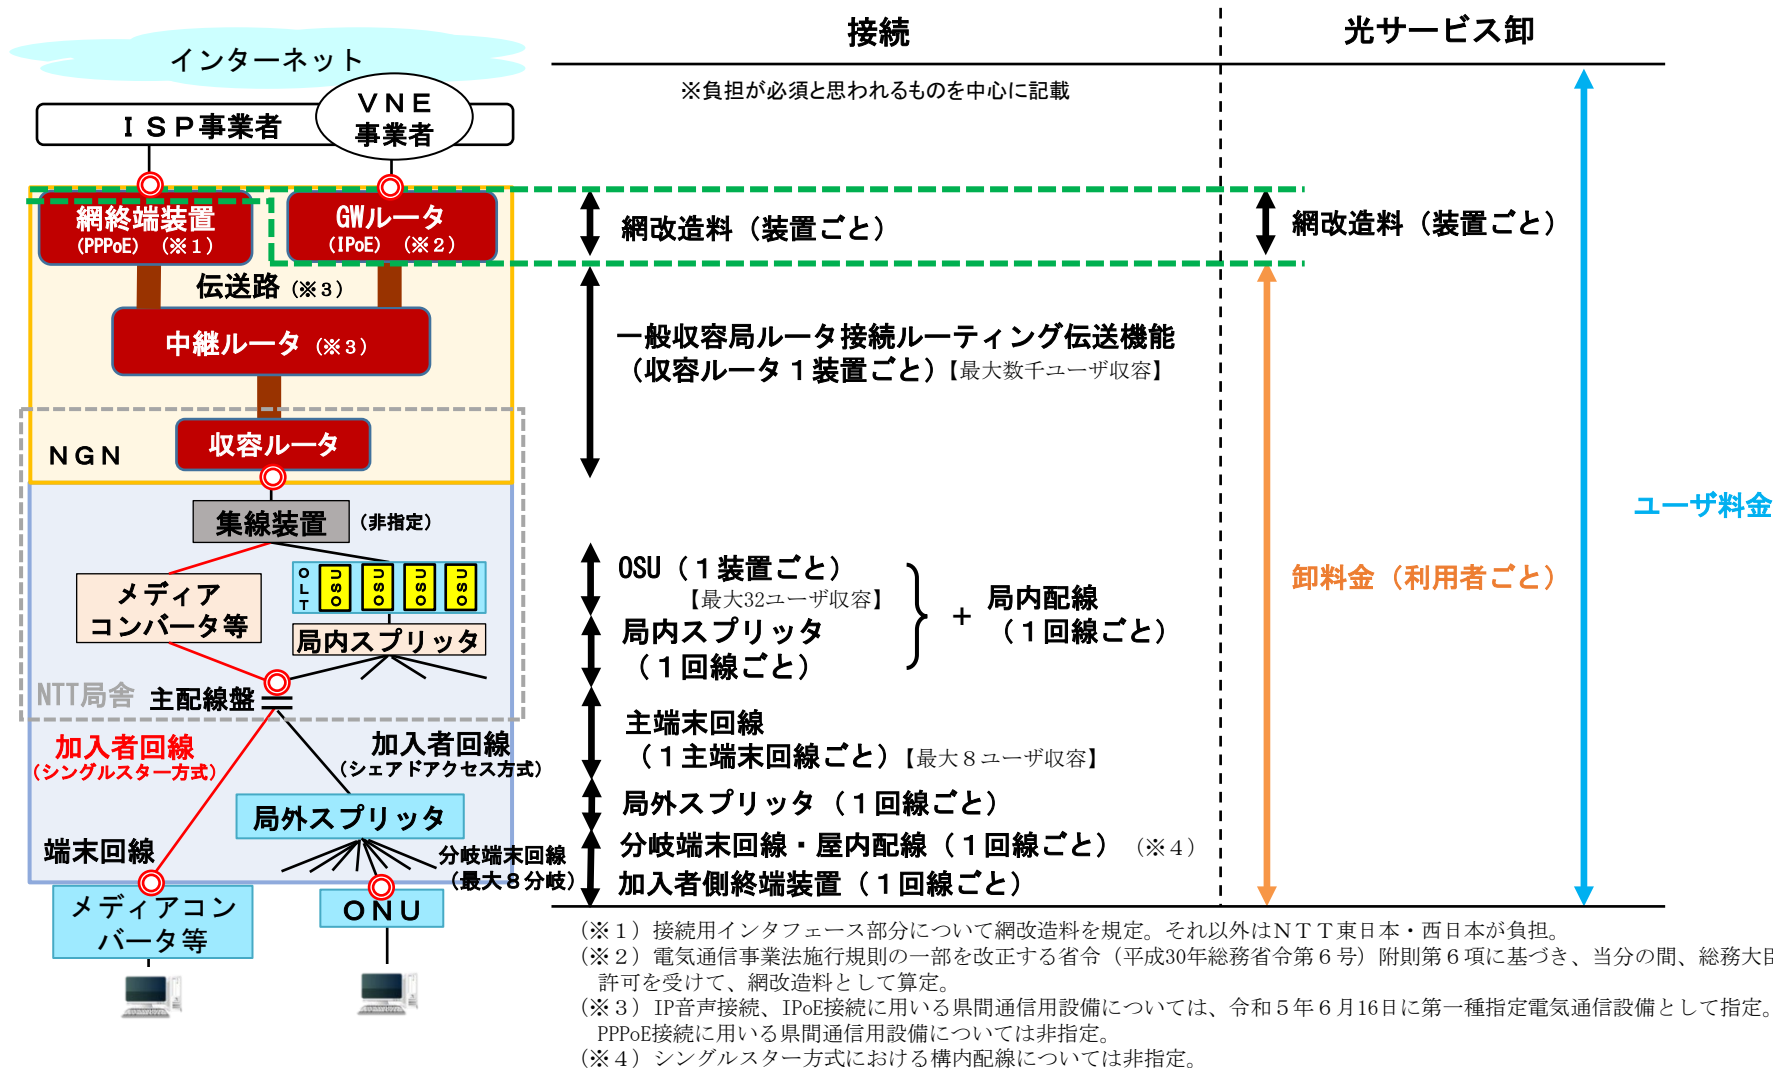 接続
光サービス卸
※負担が必須と思われるものを中心に記載
インターネット
ISP事業者
VNE
事業者
網終端装置
(PPPoE) (※1)
GWルータ
(IPoE) (※2)
伝送路 (※3)
中継ルータ (※3)
収容ルータ
NGN
集線装置
(非指定)
メディア
コンバータ等
OLT
OSU
OSU
OSU
OSU
局内スプリッタ
NTT局舎
主配線盤
加入者回線
(シングルスター方式)
加入者回線
(シェアドアクセス方式)
局外スプリッタ
端末回線
分岐端末回線
(最大8分岐)
メディアコン
バータ等
ONU
網改造料(装置ごと)
一般収容局ルータ接続ルーティング伝送機能
(収容ルータ1装置ごと)【最大数千ユーザ収容】
OSU(1装置ごと)
【最大32ユーザ収容】
局内スプリッタ
(1回線ごと)
+
局内配線
(1回線ごと)
主端末回線
(1主端末回線ごと)【最大8ユーザ収容】
局外スプリッタ(1回線ごと)
分岐端末回線・屋内配線(1回線ごと) (※4)
加入者側終端装置(1回線ごと)
網改造料(装置ごと)
卸料金(利用者ごと)
ユーザ料金
(※1)接続用インタフェース部分について網改造料を規定。それ以外はNTT東日本・西日本が負担。
(※2)電気通信事業法施行規則の一部を改正する省令(平成30年総務省令第6号)附則第6項に基づき、当分の間、総務大
許可を受けて、網改造料として算定。
(※3)IP音声接続、IPoE接続に用いる県間通信用設備については、令和5年6月16日に第一種指定電気通信設備として指定。
PPPoE接続に用いる県間通信用設備については非指定。
(※4)シングルスター方式における構内配線については非指定。